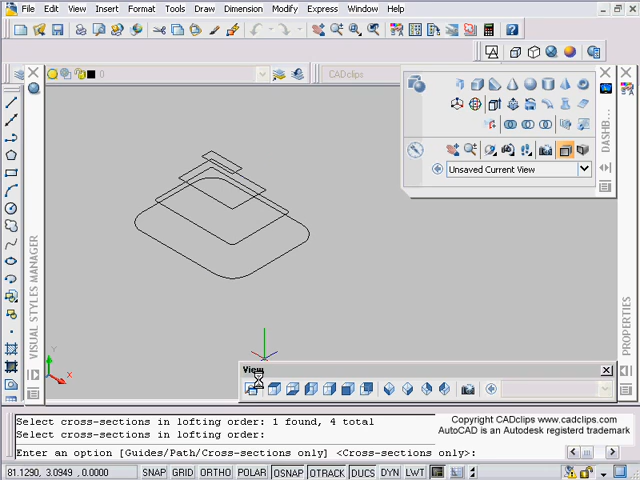 File Edit View Insert Format Tools Draw Dimension Modify Express Window Help
0
CADclips
DASHB...
Unsaved Current View
VISUAL STYLES MANAGER
PROPERTIES
Y
X
View
Select cross-sections in lofting order: 1 found, 4 total
Select cross-sections in lofting order:
Enter an option [Guides/Path/Cross-sections only] <Cross-sections only>:
Copyright CADclips www.cadclips.com
AutoCAD is an Autodesk registerd trademark
81.1290, 3.0949 ,0.0000 SNAP GRID ORTHO POLAR OSNAP OTRACK DUCS DYN LWT